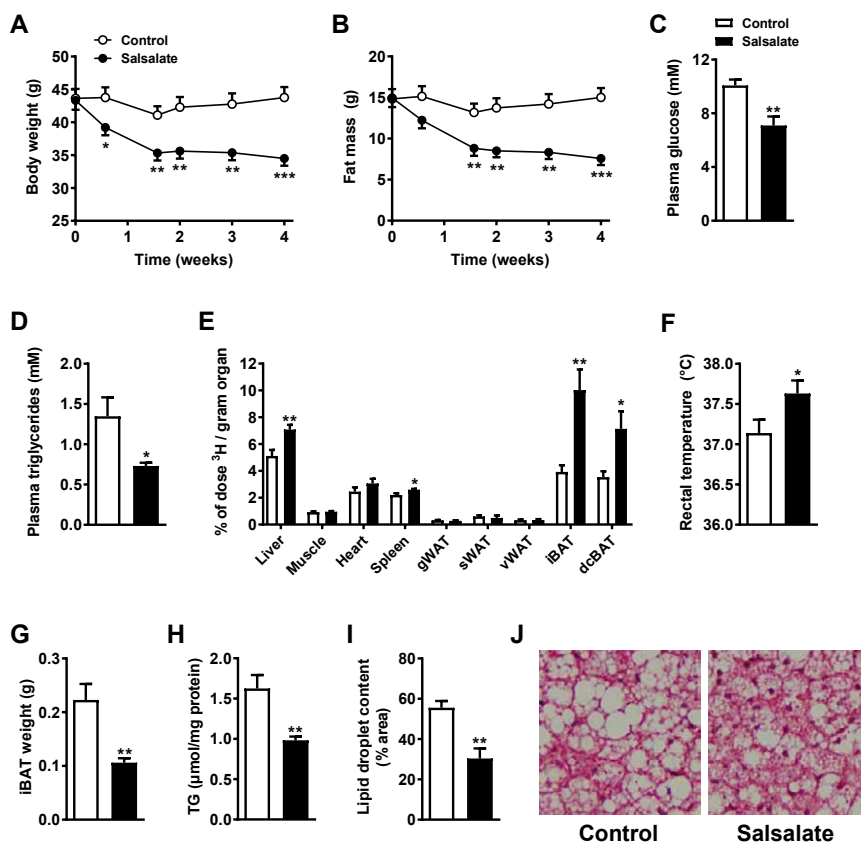 A
Control
Salsalate
Body weight (g)
45
40
35
30
25
*
**
**
**
***
0
1
2
3
4
Time (weeks)
B
Fat mass (g)
20
15
10
5
0
**
**
**
***
0
1
2
3
4
Time (weeks)
C
Control
Salsalate
Plasma glucose (mM)
12
8
4
0
**
D
Plasma triglycerides (mM)
2.0
1.5
1.0
0.5
0.0
*
E
% of dose ³H / gram organ
12
10
8
6
4
2
0
**
*
**
*
Liver
Muscle
Heart
Spleen
gWAT
sWAT
vWAT
iBAT
dcBAT
F
Rectal temperature (°C)
38.0
37.5
37.0
36.5
36.0
*
G
iBAT weight (g)
0.3
0.2
0.1
0.0
**
H
TG (μmol/mg protein)
2.0
1.5
1.0
0.5
0.0
**
I
Lipid droplet content
(% area)
80
60
40
20
0
**
J
Control
Salsalate